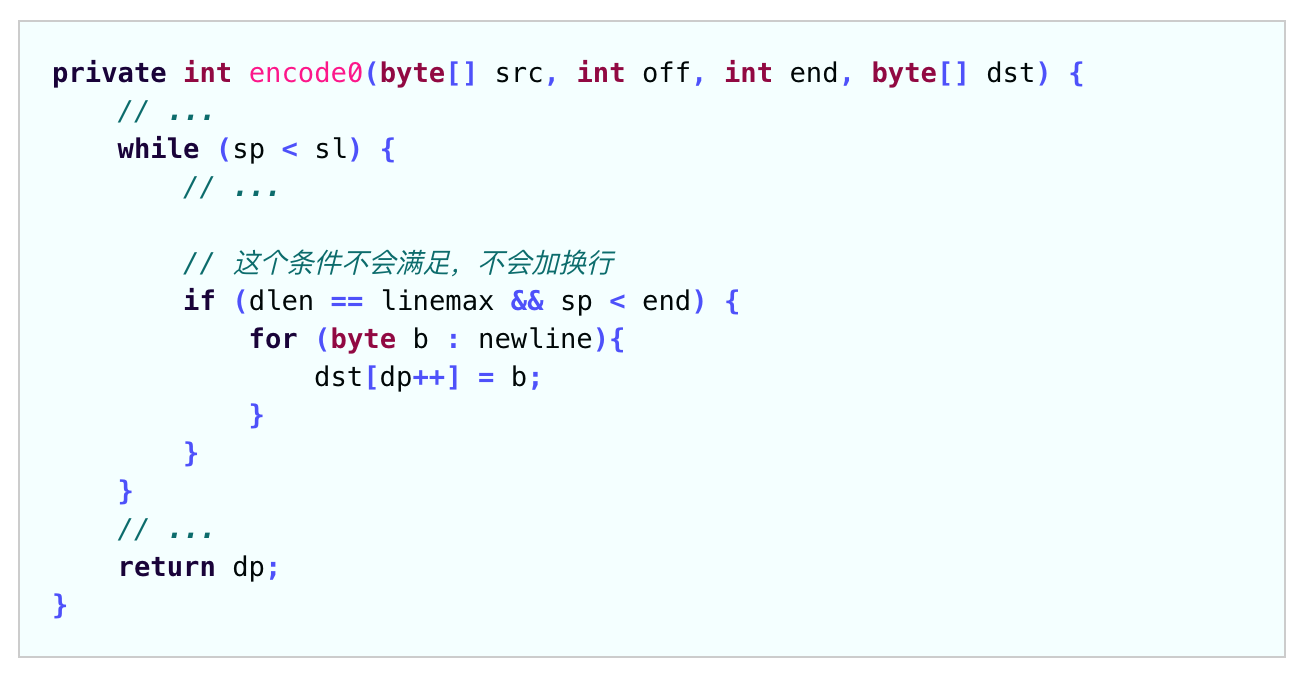 private int encode0(byte[] src, int off, int end, byte[] dst) {
    // ...
    while (sp < sl) {
        // ...

        // 这个条件不会满足，不会加换行
        if (dlen == linemax && sp < end) {
            for (byte b : newline){
                dst[dp++] = b;
            }
        }
    }
    // ...
    return dp;
}